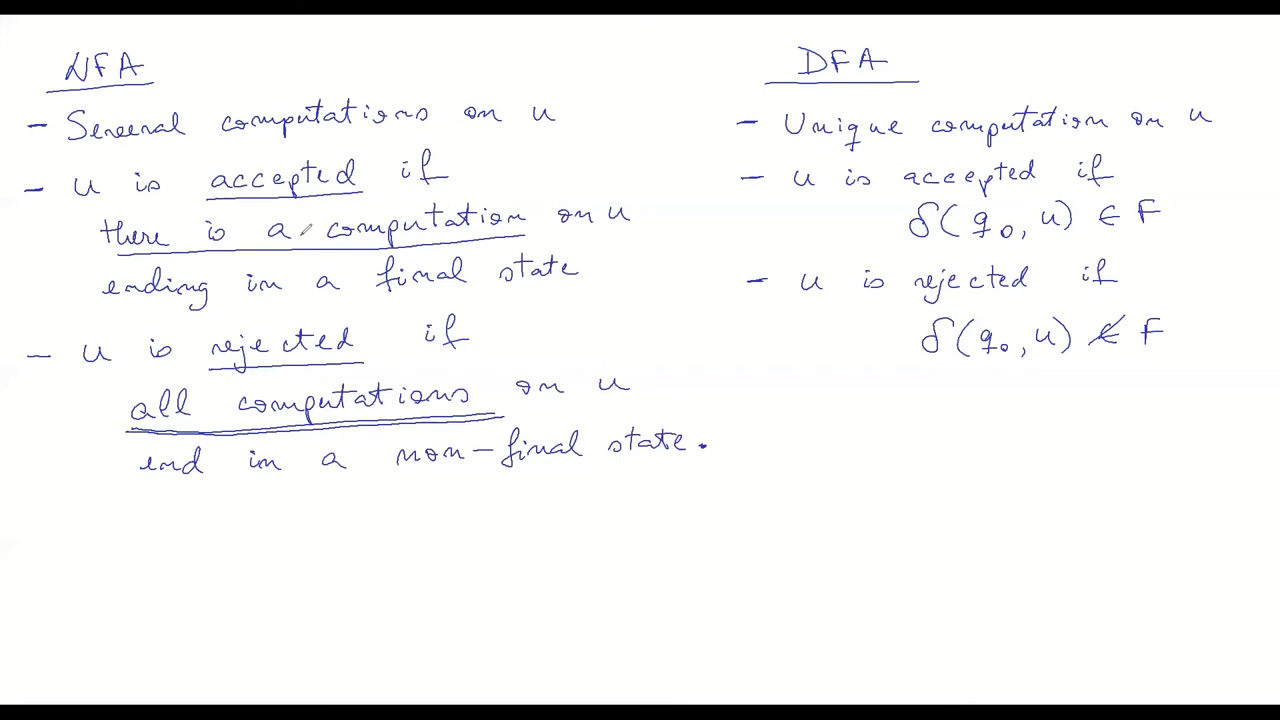 NFA
- Several computations on u
- u is accepted if
there is a computation on u
ending in a final state
- u is rejected if
all computations on u
end in a non-final state.
DFA
- Unique computation on u
- u is accepted if
δ(q₀, u) ∈ F
- u is rejected if
δ(q₀, u) ∉ F